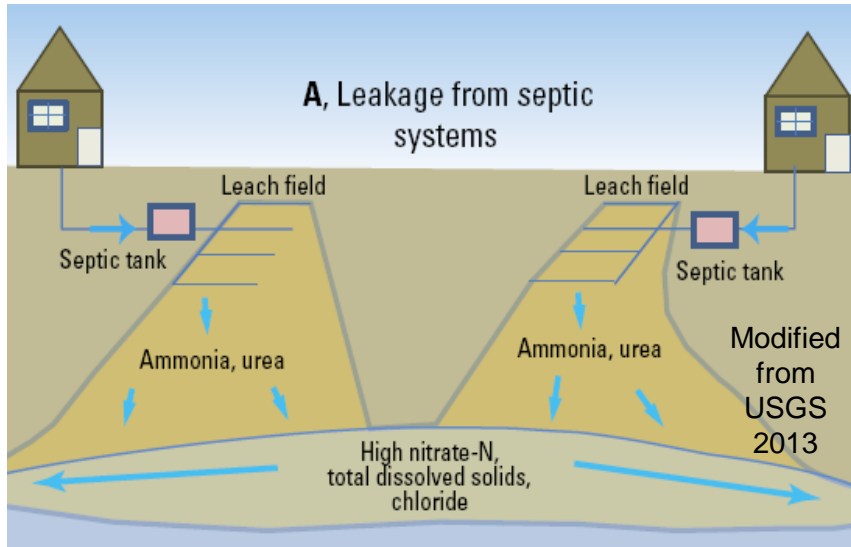 A, Leakage from septic
systems
Leach field
Leach field
Septic tank
Septic tank
Ammonia, urea
Ammonia, urea
Modified
from
USGS
2013
High nitrate-N,
total dissolved solids,
chloride